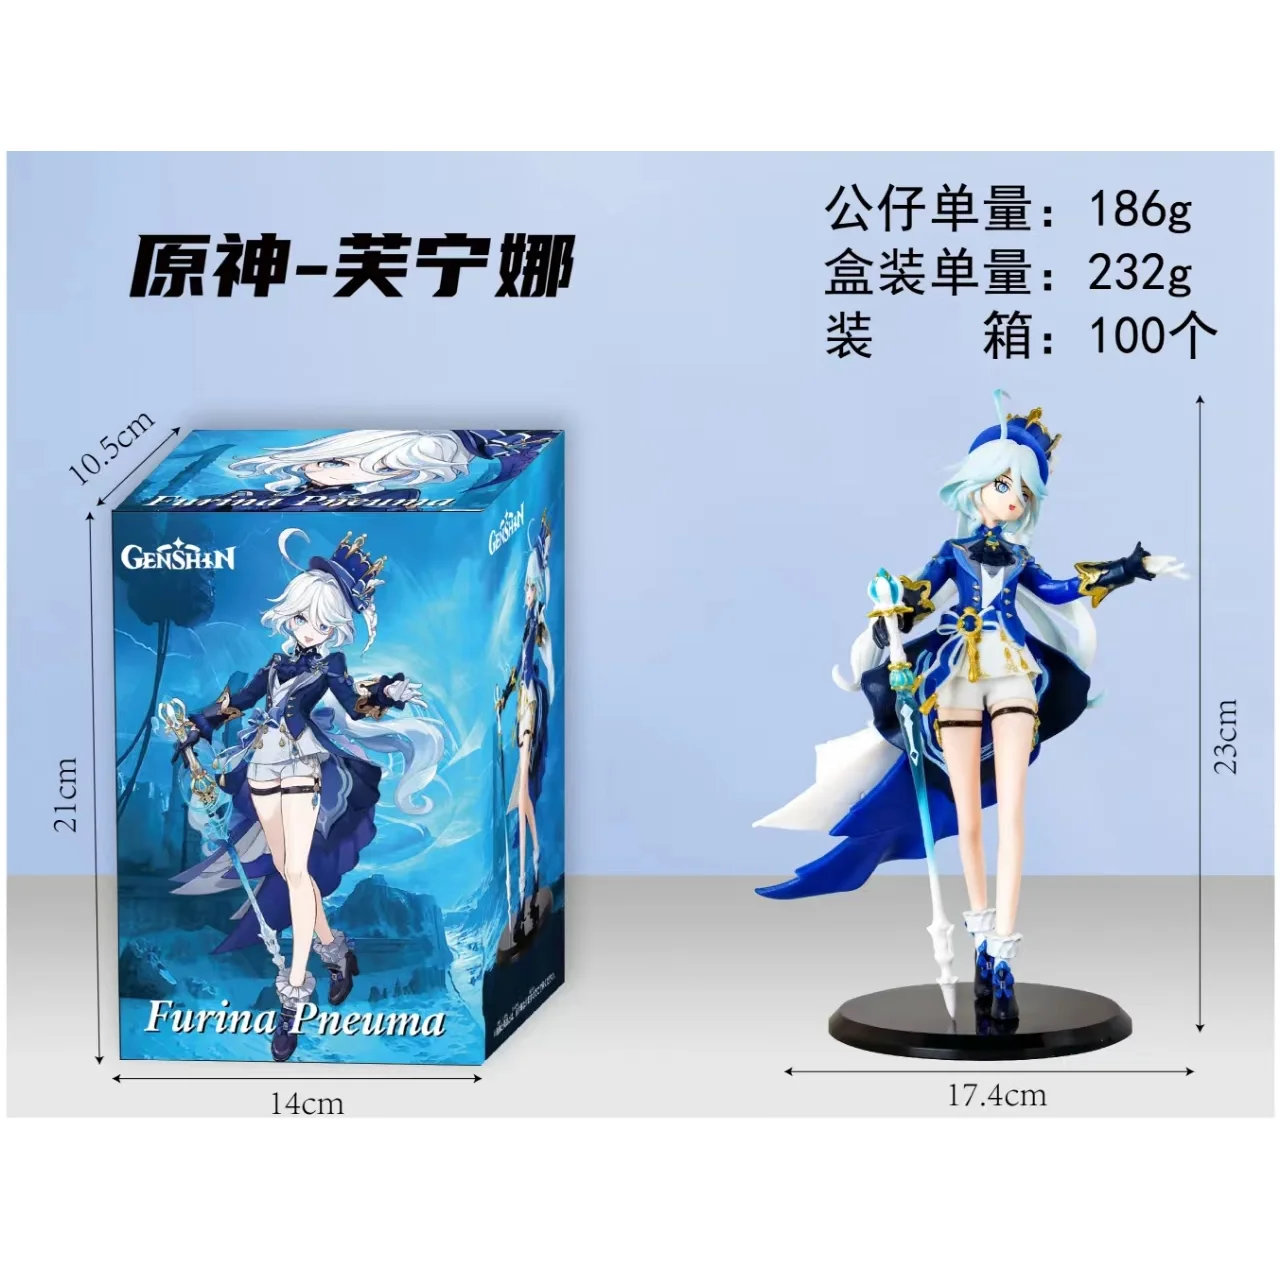 公仔单量：186g
盒装单量：232g
装　　箱：100个
原神-芙宁娜
10.5cm
Furina Pneuma
GENSHIN
GENSHIN
21cm
23cm
Furina Pneuma
14cm
17.4cm